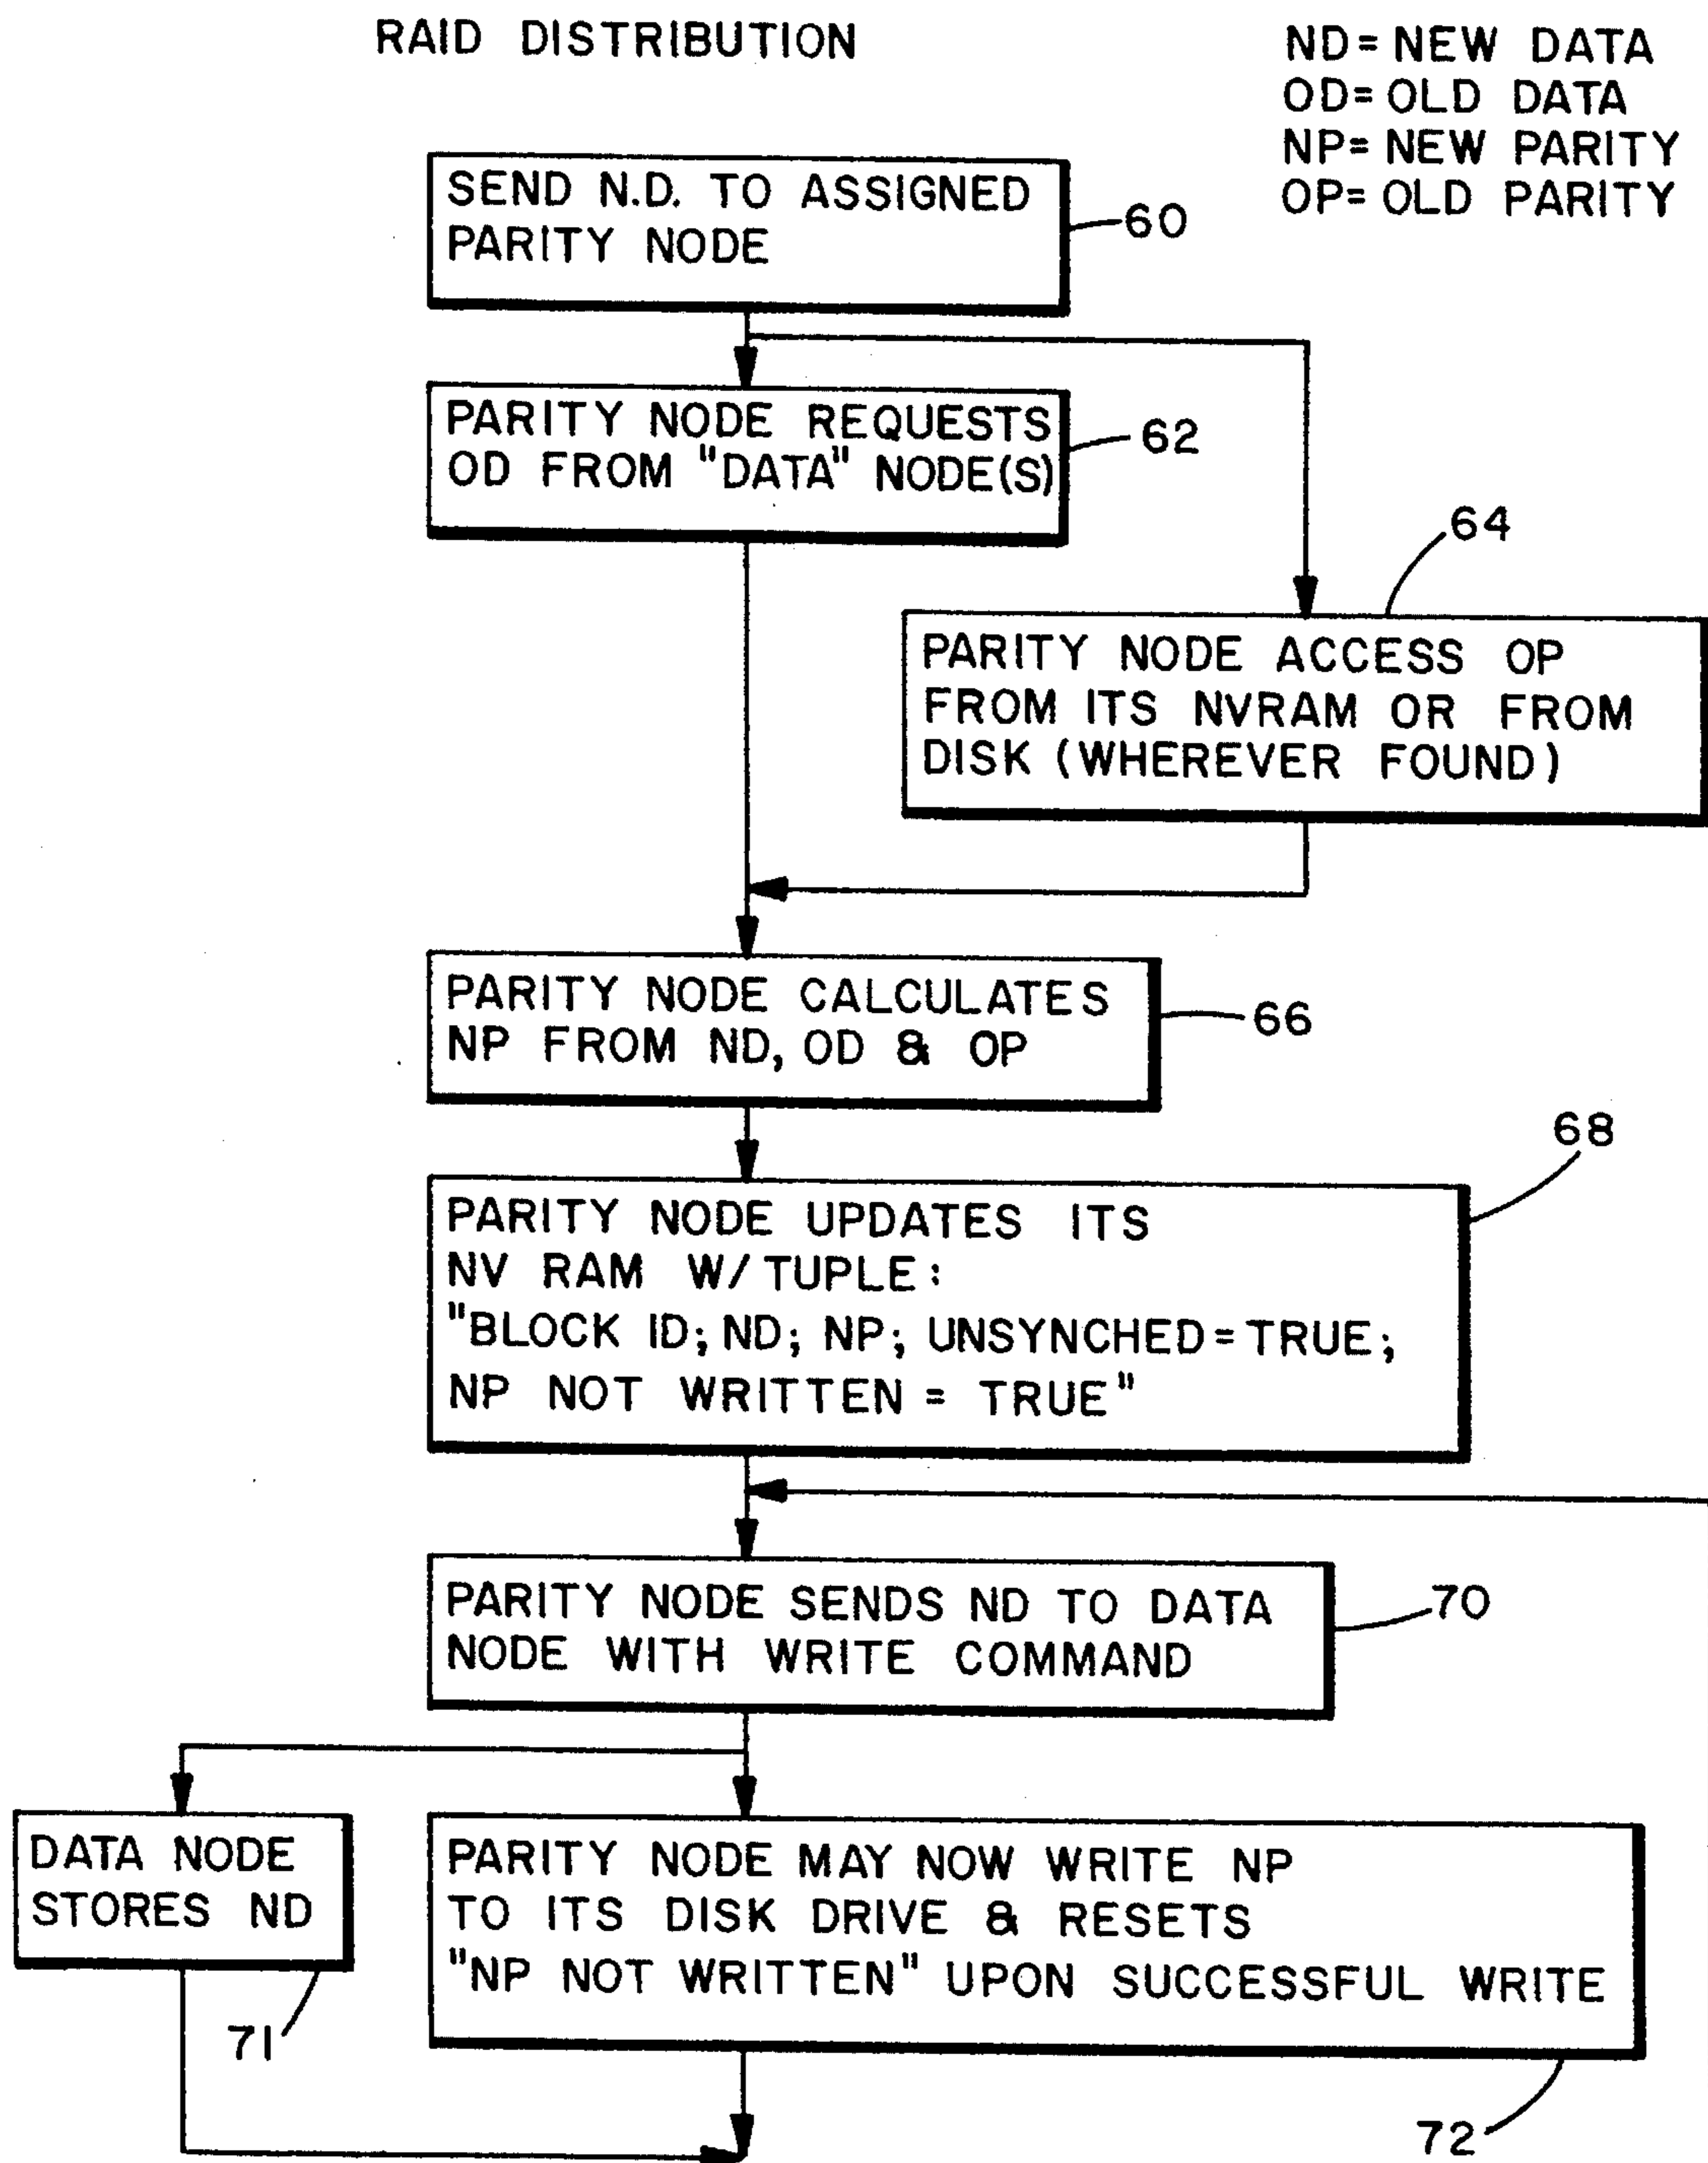 RAID DISTRIBUTION
ND= NEW DATA
OD= OLD DATA
NP= NEW PARITY
OP= OLD PARITY
SEND N.D. TO ASSIGNED
PARITY NODE
60
PARITY NODE REQUESTS
OD FROM "DATA" NODE(S)
62
64
PARITY NODE ACCESS OP
FROM ITS NVRAM OR FROM
DISK (WHEREVER FOUND)
PARITY NODE CALCULATES
NP FROM ND, OD & OP
66
68
PARITY NODE UPDATES ITS
NV RAM W/ TUPLE:
"BLOCK ID; ND; NP; UNSYNCHED=TRUE;
NP NOT WRITTEN = TRUE"
PARITY NODE SENDS ND TO DATA
NODE WITH WRITE COMMAND
70
DATA NODE
STORES ND
71
PARITY NODE MAY NOW WRITE NP
TO ITS DISK DRIVE & RESETS
"NP NOT WRITTEN" UPON SUCCESSFUL WRITE
72